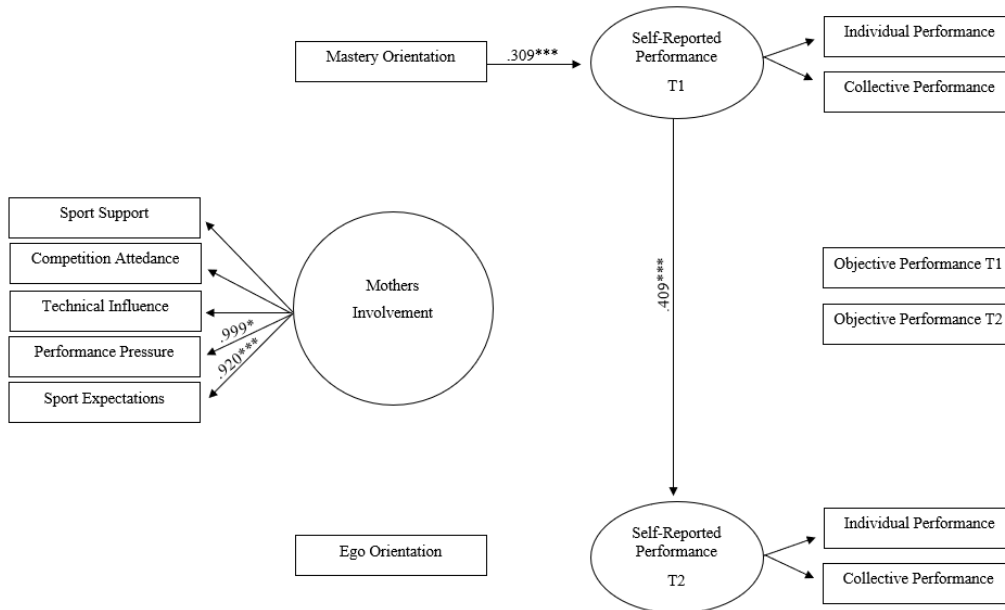 Mastery Orientation
.309***
Self-Reported
Performance
T1
Individual Performance
Collective Performance
Sport Support
Competition Attedance
Technical Influence
Performance Pressure
Sport Expectations
.999*
.920***
Mothers
Involvement
.409***
Objective Performance T1
Objective Performance T2
Ego Orientation
Self-Reported
Performance
T2
Individual Performance
Collective Performance